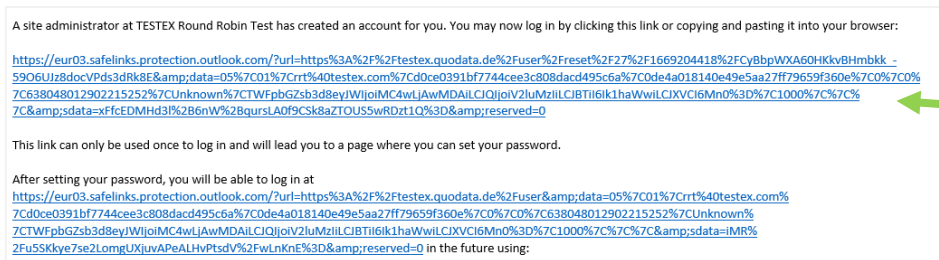 A site administrator at TESTEX Round Robin Test has created an account for you. You may now log in by clicking this link or copying and pasting it into your browser:
https://eur03.safelinks.protection.outlook.com/?url=https%3A%2F%2Ftestex.quodata.de%2Fuser%2Freset%2F27%2F1669204418%2FCyBbpWXA60HKkvBHmbkk_-
59O6UJz8docVPds3dRk8E&amp;data=05%7C01%7Crrt%40testex.com%7Cd0ce0391bf7744cee3c808dacd495c6a%7C0de4a018140e49e5aa27ff79659f360e%7C0%7C0%
7C638048012902215252%7CUnknown%7CTWFpbGZsb3d8eyJWIjoiMC4wLjAwMDAiLCJQIjoiV2luMzIiLCJBTiI6Ik1haWwiLCJXVCI6Mn0%3D%7C1000%7C%7C%
7C&amp;sdata=xFfcEDMHd3l%2B6nW%2BqursLA0f9CSk8aZTOUS5wRDzt1Q%3D&amp;reserved=0
This link can only be used once to log in and will lead you to a page where you can set your password.
After setting your password, you will be able to log in at
https://eur03.safelinks.protection.outlook.com/?url=https%3A%2F%2Ftestex.quodata.de%2Fuser&amp;data=05%7C01%7Crrt%40testex.com%
7Cd0ce0391bf7744cee3c808dacd495c6a%7C0de4a018140e49e5aa27ff79659f360e%7C0%7C0%7C638048012902215252%7CUnknown%
7CTWFpbGZsb3d8eyJWIjoiMC4wLjAwMDAiLCJQIjoiV2luMzIiLCJBTiI6Ik1haWwiLCJXVCI6Mn0%3D%7C1000%7C%7C%7C&amp;sdata=iMR%
2Fu5SKkye7se2LomgUXjuvAPeALHvPtsdV%2FwLnKnE%3D&amp;reserved=0 in the future using: